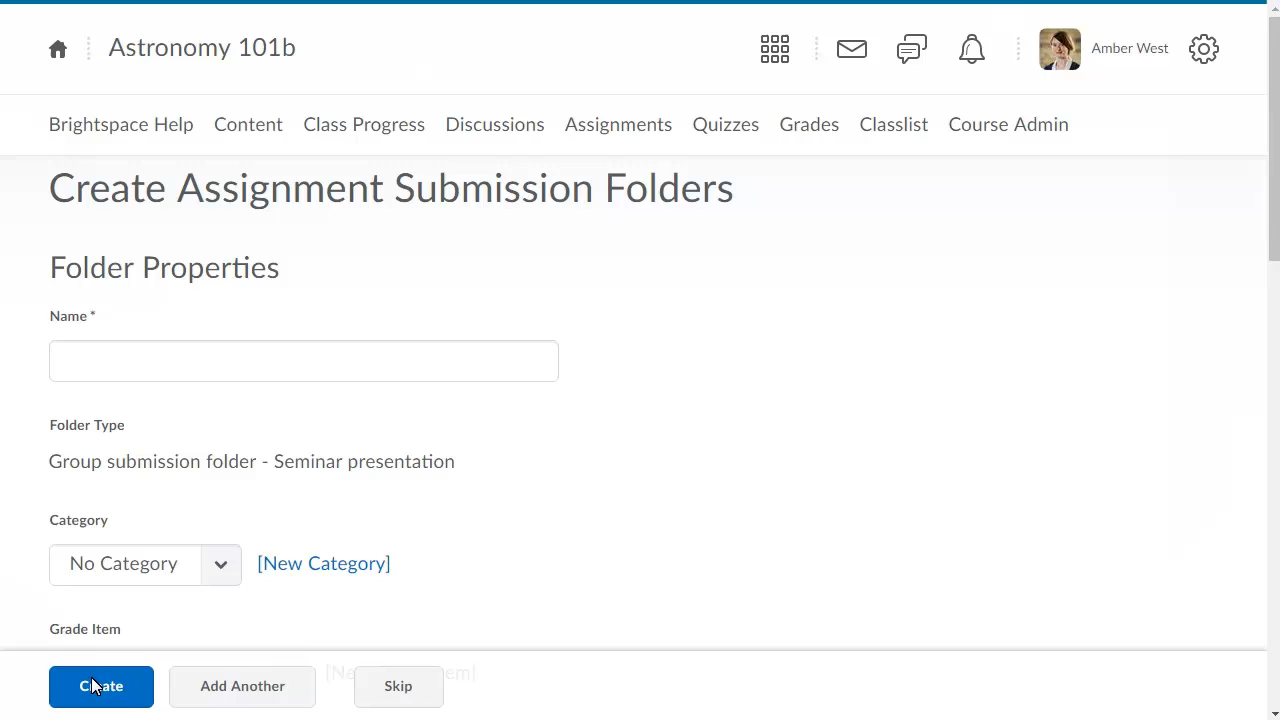 Astronomy 101b
Amber West
Brightspace Help Content Class Progress Discussions Assignments Quizzes Grades Classlist Course Admin
Create Assignment Submission Folders
Folder Properties
Name *
Folder Type
Group submission folder - Seminar presentation
Category
No Category [New Category]
Grade Item
Create Add Another Skip